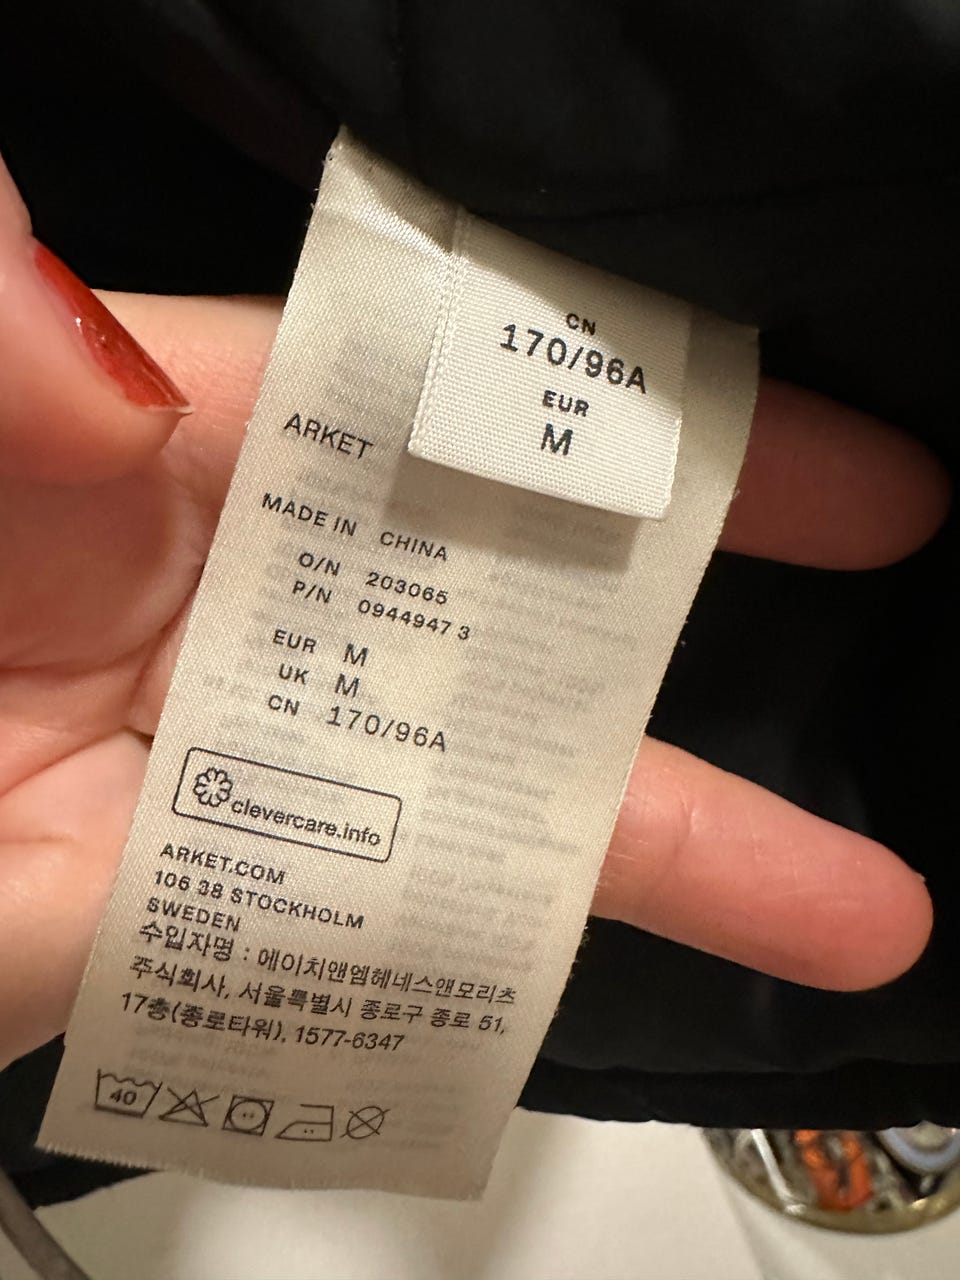 CN
170/96A
EUR
M
ARKET
MADE IN CHINA
O/N 203065
P/N 0944947 3
EUR M
UK M
CN 170/96A
clevercare.info
ARKET.COM
106 38 STOCKHOLM
SWEDEN
수입자명 : 에이치앤엠헤네스앤모리츠
주식회사, 서울특별시 종로구 종로 51,
17층(종로타워), 1577-6347
40